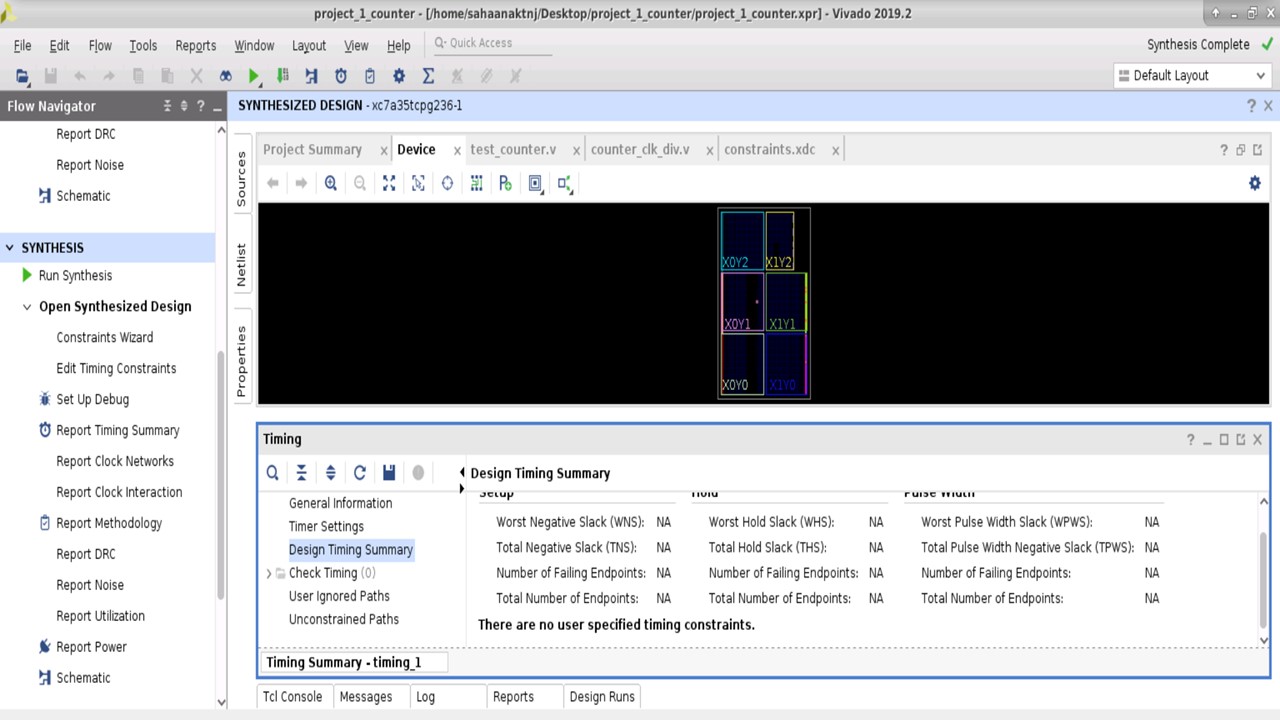 project_1_counter - [/home/sahaanaktnj/Desktop/project_1_counter/project_1_counter.xpr] - Vivado 2019.2
File Edit Flow Tools Reports Window Layout View Help Quick Access Synthesis Complete
Default Layout
Flow Navigator
SYNTHESIZED DESIGN - xc7a35tcpg236-1
Report DRC
Report Noise
Schematic
SYNTHESIS
Run Synthesis
Open Synthesized Design
Constraints Wizard
Edit Timing Constraints
Set Up Debug
Report Timing Summary
Report Clock Networks
Report Clock Interaction
Report Methodology
Report DRC
Report Noise
Report Utilization
Report Power
Schematic
Sources
Netlist
Properties
Project Summary Device test_counter.v counter_clk_div.v constraints.xdc
X0Y2 X1Y2
X0Y1 X1Y1
X0Y0 X1Y0
Timing
Design Timing Summary
General Information
Timer Settings
Design Timing Summary
Check Timing (0)
User Ignored Paths
Unconstrained Paths
Setup Hold Pulse Width
Worst Negative Slack (WNS): NA Worst Hold Slack (WHS): NA Worst Pulse Width Slack (WPWS): NA
Total Negative Slack (TNS): NA Total Hold Slack (THS): NA Total Pulse Width Negative Slack (TPWS): NA
Number of Failing Endpoints: NA Number of Failing Endpoints: NA Number of Failing Endpoints: NA
Total Number of Endpoints: NA Total Number of Endpoints: NA Total Number of Endpoints: NA
There are no user specified timing constraints.
Timing Summary - timing_1
Tcl Console Messages Log Reports Design Runs